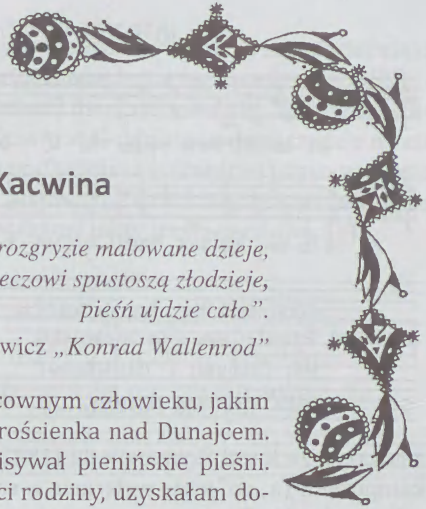 Kacwina
rozgryzie malowane dzieje,
eczowi spustoszą złodzieje,
pieśń ujdzie cało”.
wicz „Konrad Wallenrod”
cownym człowieku, jakim
rościenka nad Dunajcem.
isywał pienińskie pieśni.
ci rodziny, uzyskałam do-